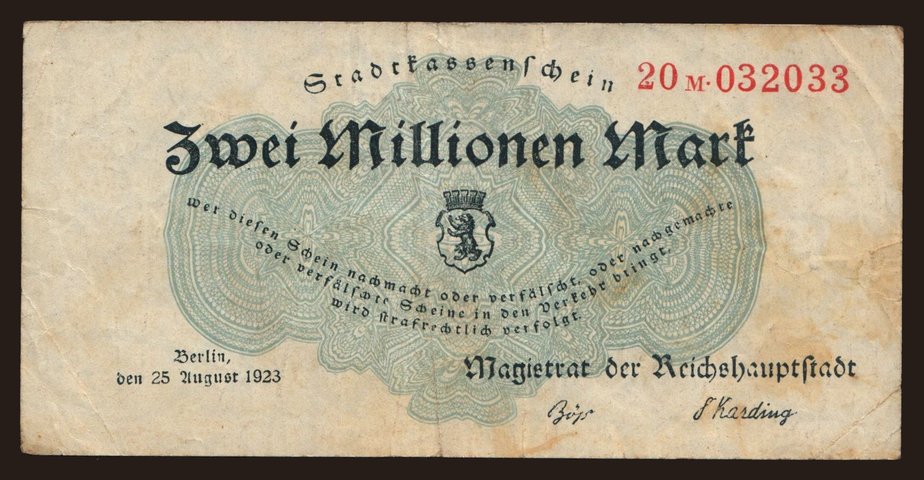 Stadtkassenschein
20 M·032033
Zwei Millionen Mark
wer diesen Schein nachmacht oder verfälscht, oder nachgemachte
oder verfälschte Scheine in den Verkehr bringt,
wird strafrechtlich verfolgt.
Berlin,
den 25 August 1923
Magistrat der Reichshauptstadt
Böß
Karding